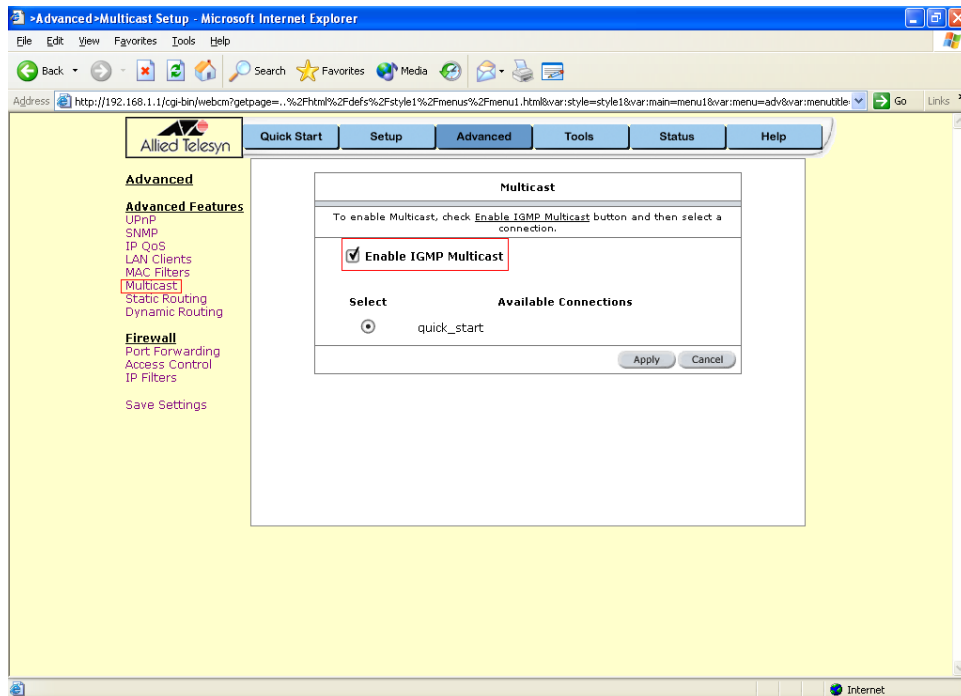 >Advanced>Multicast Setup - Microsoft Internet Explorer
File Edit View Favorites Tools Help
Back Search Favorites Media
Address http://192.168.1.1/cgi-bin/webcm?getpage=..%2Fhtml%2Fdefs%2Fstyle1%2Fmenus%2Fmenu1.html&var:style=style1&var:main=menu1&var:menu=adv&var:menutitle Go Links
Allied Telesyn
Quick Start Setup Advanced Tools Status Help
Advanced
Advanced Features
UPnP
SNMP
IP QoS
LAN Clients
MAC Filters
Multicast
Static Routing
Dynamic Routing
Firewall
Port Forwarding
Access Control
IP Filters
Save Settings
Multicast
To enable Multicast, check Enable IGMP Multicast button and then select a
connection.
Enable IGMP Multicast
Select Available Connections
quick_start
Apply Cancel
Internet